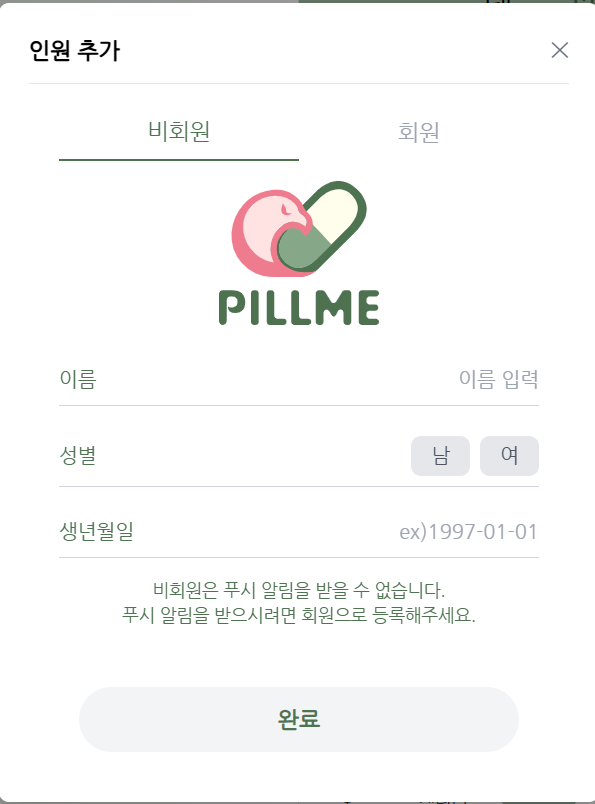 인원 추가
비회원
회원
PILLME
이름
이름 입력
성별
남
여
생년월일
ex)1997-01-01
비회원은 푸시 알림을 받을 수 없습니다.
푸시 알림을 받으시려면 회원으로 등록해주세요.
완료